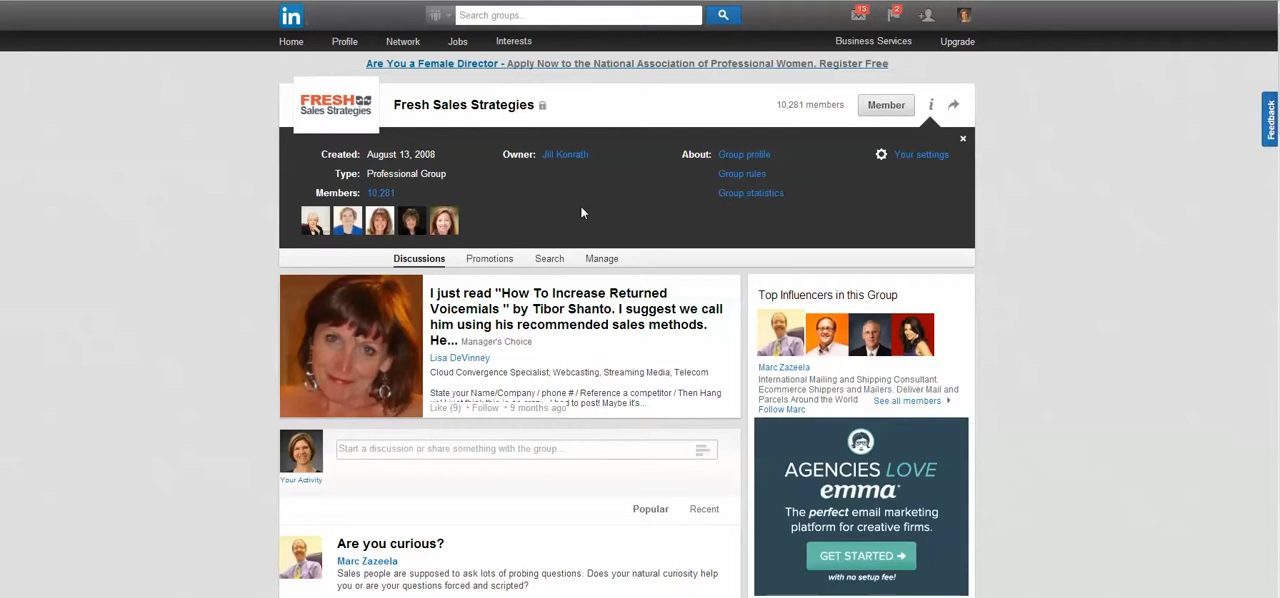 in
Search groups...
13
2
Home
Profile
Network
Jobs
Interests
Business Services
Upgrade
Are You a Female Director - Apply Now to the National Association of Professional Women. Register Free
FRESH
Sales Strategies
Fresh Sales Strategies
10,281 members
Member
i
Feedback
x
Created: August 13, 2008
Owner: Jill Konrath
About: Group profile
Your settings
Type: Professional Group
Group rules
Members: 10,281
Group statistics
Discussions
Promotions
Search
Manage
I just read "How To Increase Returned
Voicemials " by Tibor Shanto. I suggest we call
him using his recommended sales methods.
He... Manager's Choice
Lisa DeVinney
Cloud Convergence Specialist, Webcasting, Streaming Media, Telecom
State your Name/Company / phone # / Reference a competitor / Then Hang
had to post! Maybe it's...
Like (9) • Follow • 9 months ago
Top Influencers in this Group
Marc Zazeela
International Mailing and Shipping Consultant.
Ecommerce Shippers and Mailers. Deliver Mail and
Parcels Around the World
See all members
Follow Marc
Start a discussion or share something with the group...
Your Activity
Popular
Recent
Are you curious?
Marc Zazeela
Sales people are supposed to ask lots of probing questions. Does your natural curiosity help
you or are your questions forced and scripted?
AGENCIES LOVE
emma
The perfect email marketing
platform for creative firms.
GET STARTED
with no setup fee!